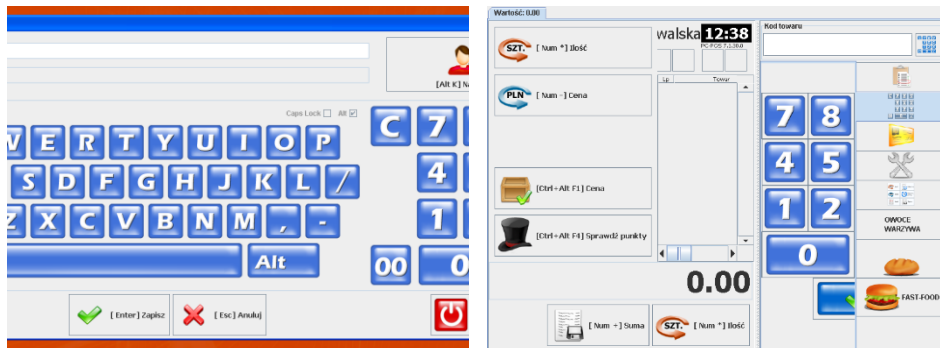 [Alt K] Na
Caps Lock Alt
W E R T Y U I O P
C 7
S D F G H J K L /
4
Z X C V B N M , -
1
Alt
00 0
[ Enter] Zapisz
[ Esc] Anuluj
Wartość: 0.00
SZT. [ Num *] Ilość
PLN [ Num -] Cena
[Ctrl+Alt F1] Cena
[Ctrl+Alt F4] Sprawdź punkty
walska 12:38
PC-POS 7.1.30.0
Lp Towar
0.00
[ Num +] Suma
SZT. [ Num *] Ilość
Kod towaru
7 8
4 5
1 2
0
OWOCE
WARZYWA
FAST-FOOD